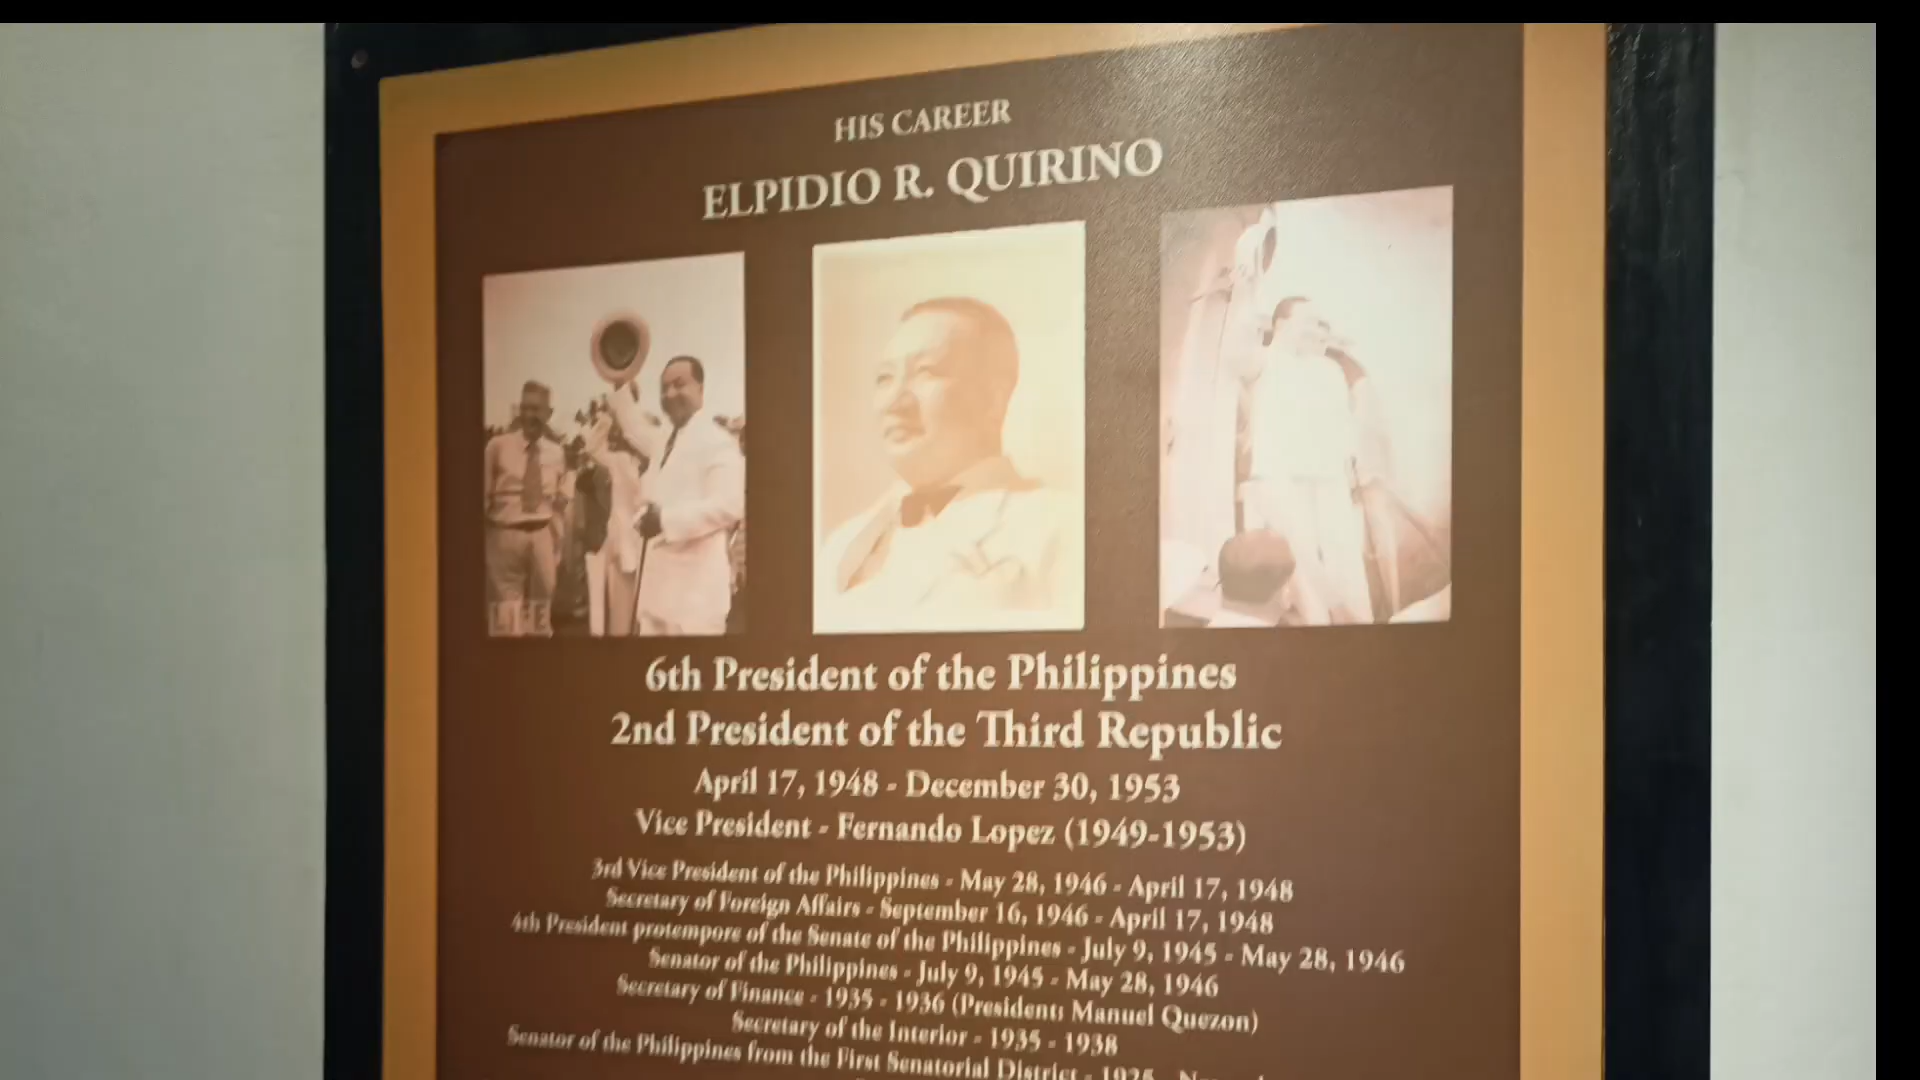 HIS CAREER
ELPIDIO R. QUIRINO
LIFE
6th President of the Philippines
2nd President of the Third Republic
April 17, 1948 - December 30, 1953
Vice President - Fernando Lopez (1949-1953)
3rd Vice President of the Philippines - May 28, 1946 - April 17, 1948
Secretary of Foreign Affairs - September 16, 1946 - April 17, 1948
4th President protempore of the Senate of the Philippines - July 9, 1945 - May 28, 1946
Senator of the Philippines - July 9, 1945 - May 28, 1946
Secretary of Finance - 1935 - 1936 (President: Manuel Quezon)
Secretary of the Interior - 1935 - 1938
Senator of the Philippines from the First Senatorial District - 1925 -